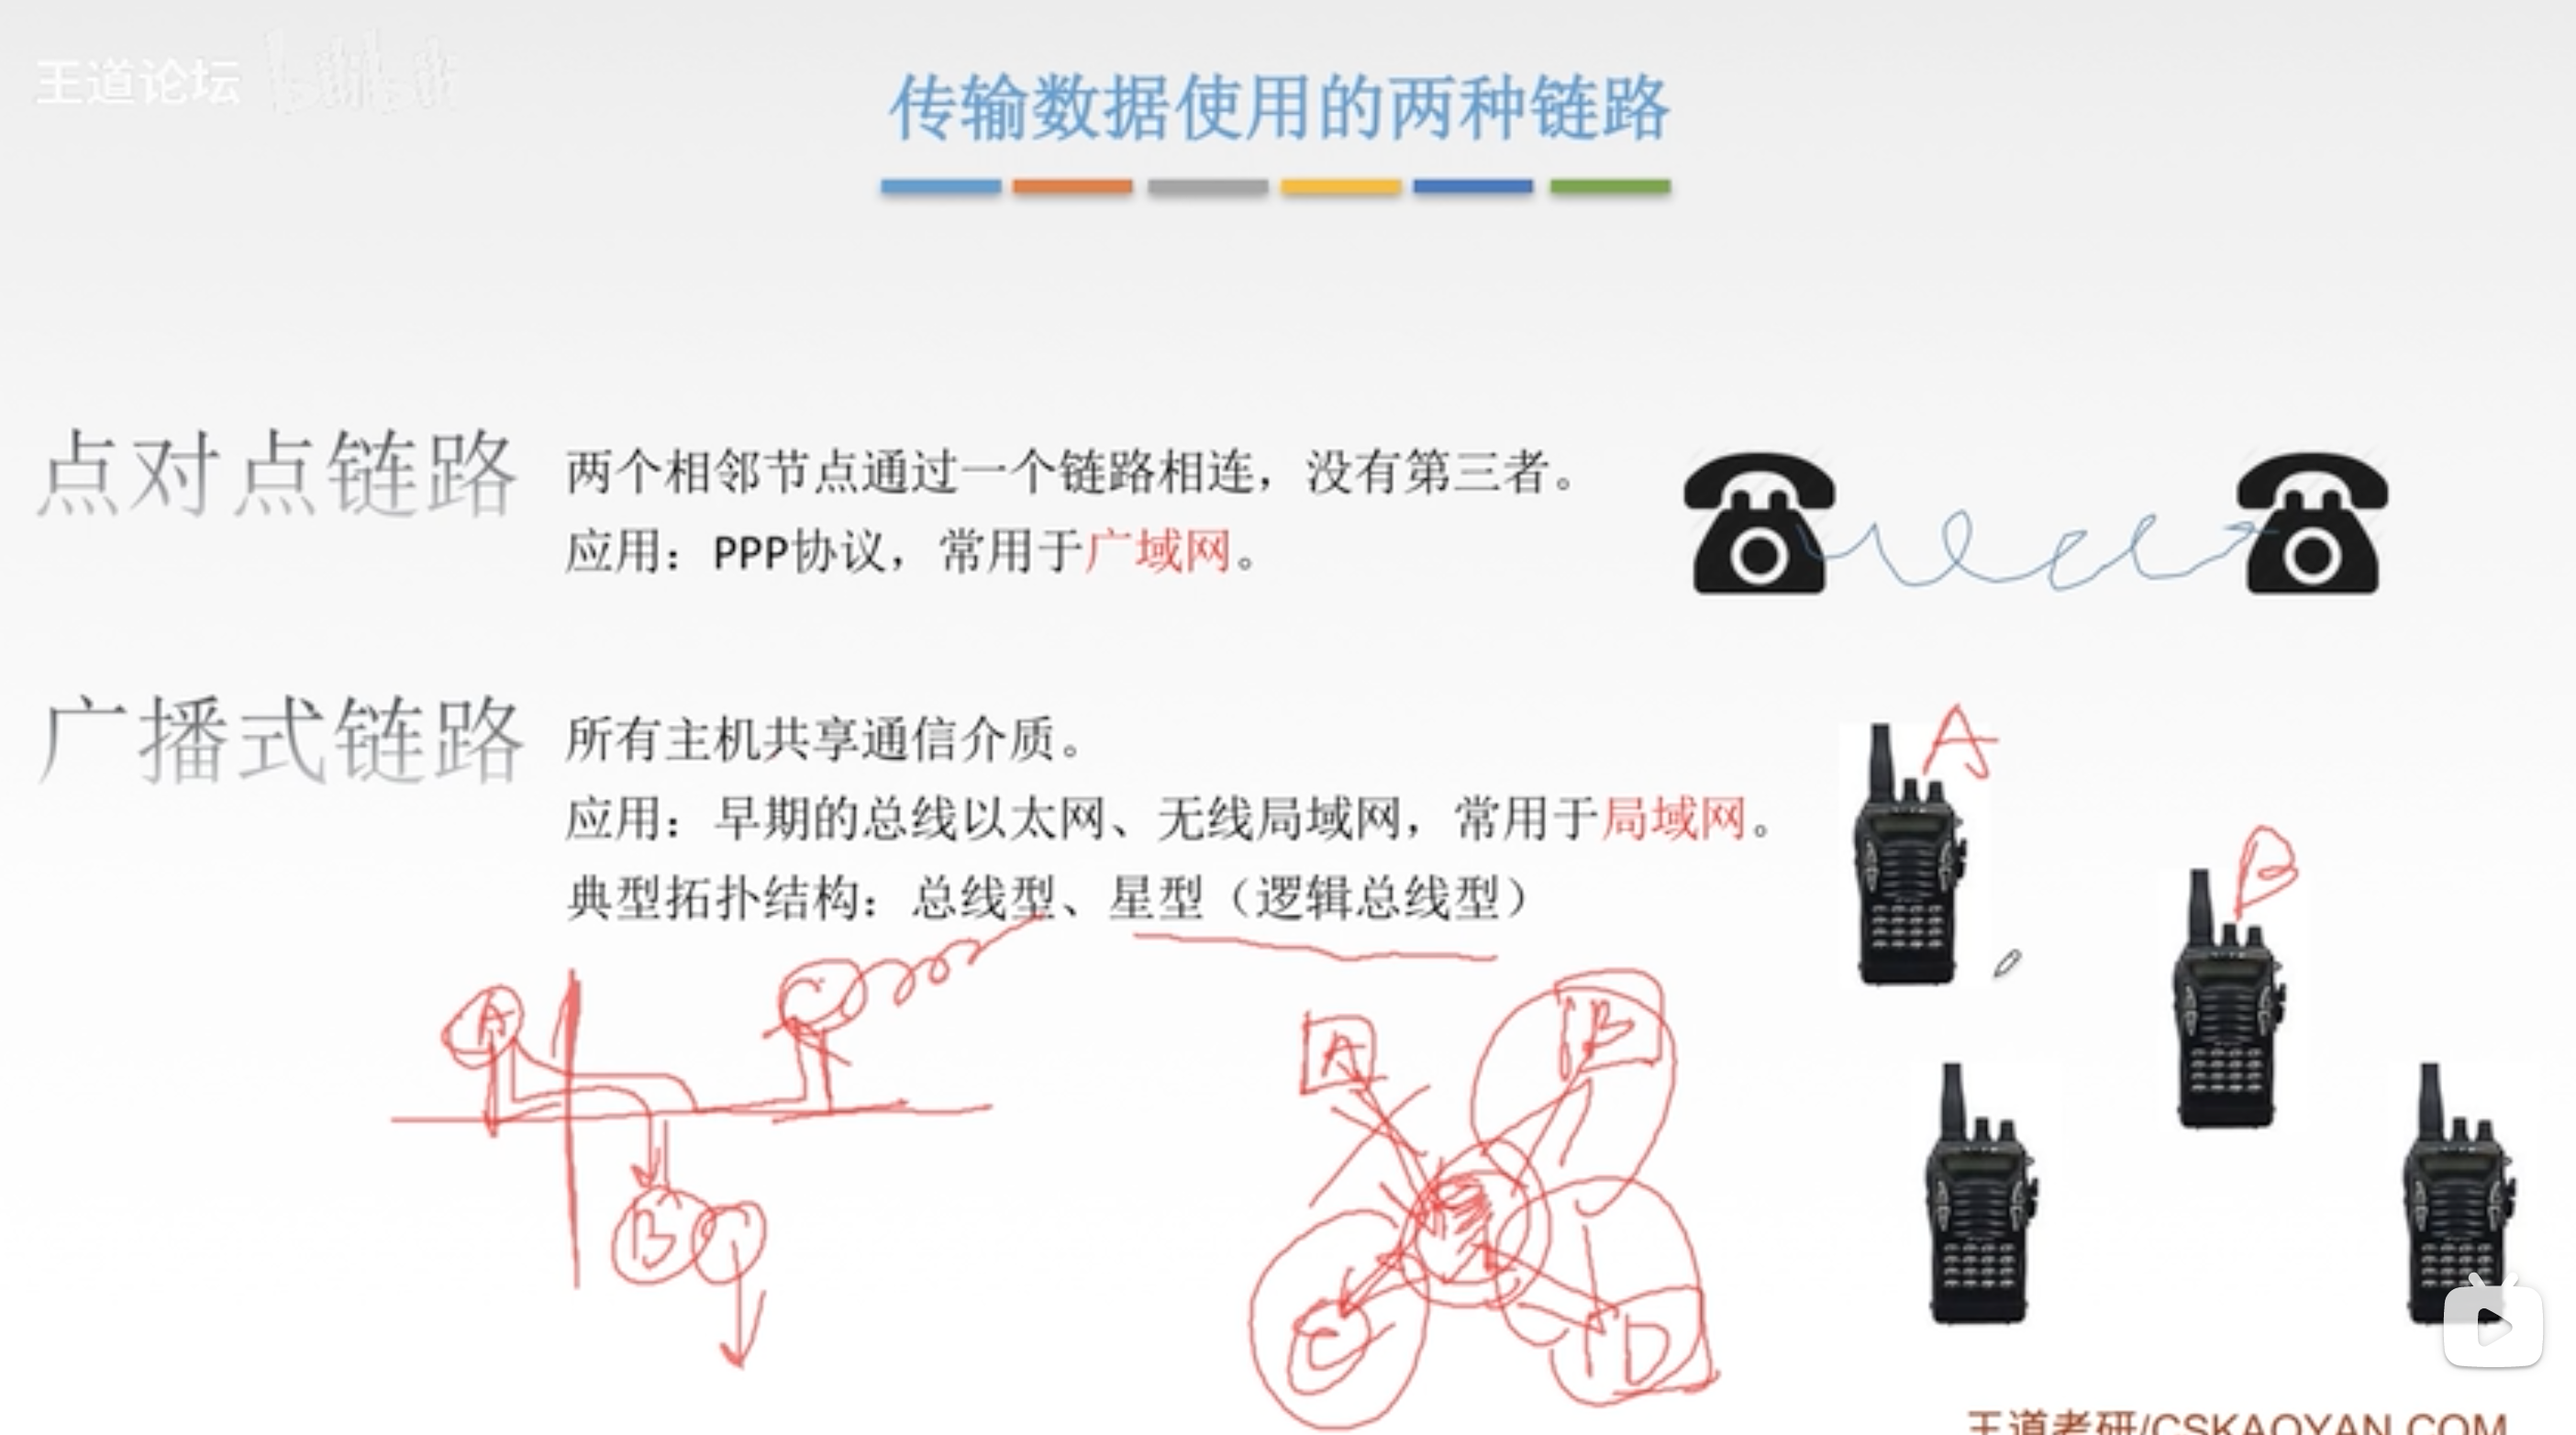 王道论坛 bilibili
传输数据使用的两种链路
点对点链路
两个相邻节点通过一个链路相连，没有第三者。
应用：PPP协议，常用于广域网。
广播式链路
所有主机共享通信介质。
应用：早期的总线以太网、无线局域网，常用于局域网。
典型拓扑结构：总线型、星型（逻辑总线型）
A
B
A
C
B
A
B
C
D
王道考研/CSKAOYAN.COM